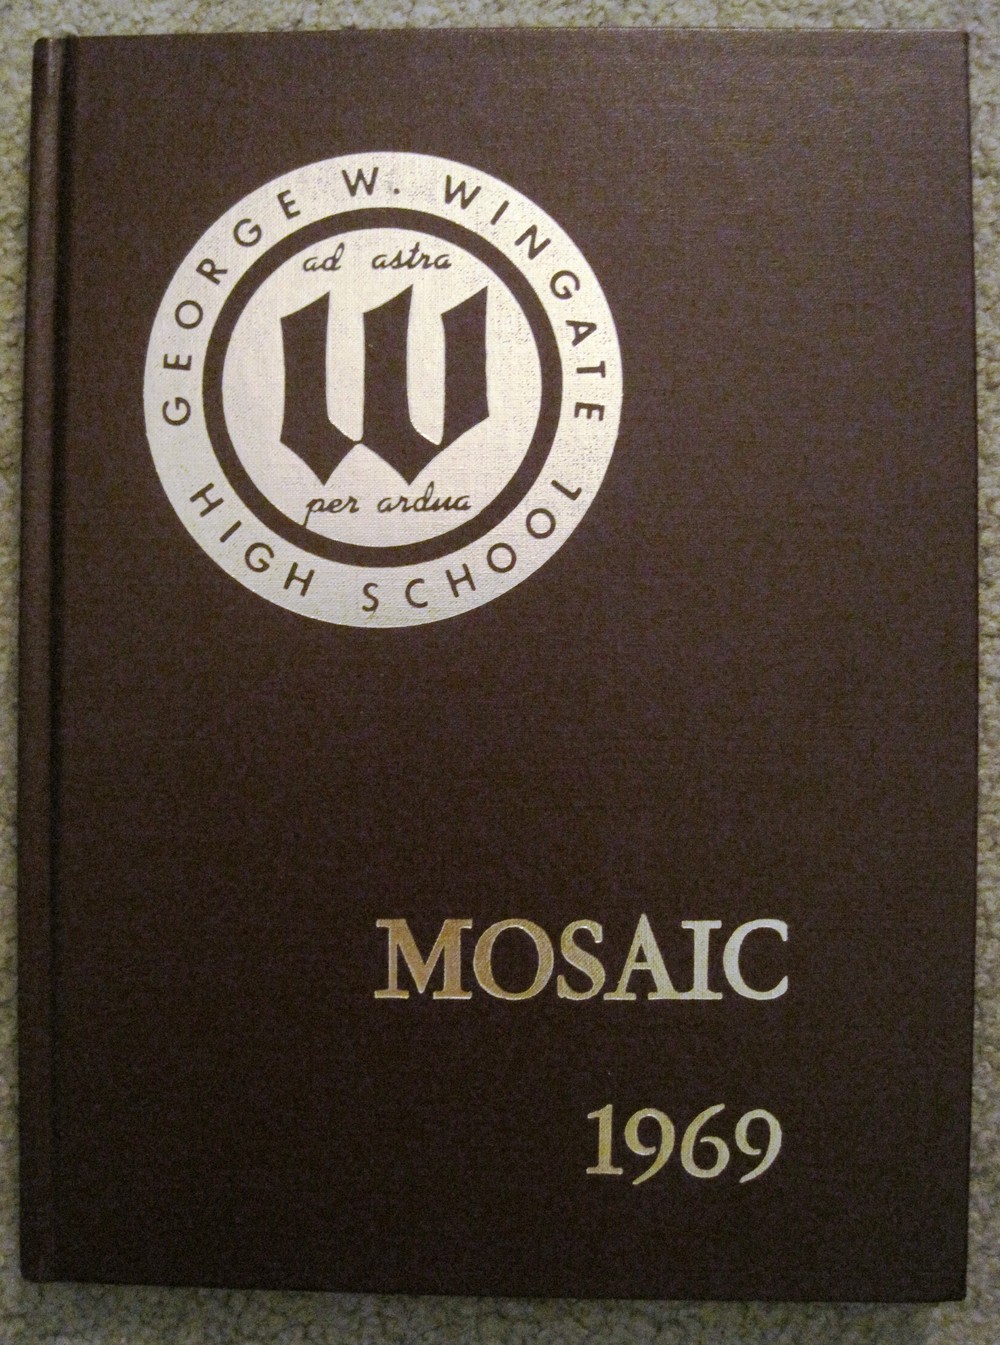 GEORGE W. WINGATE
ad astra
W
per ardua
HIGH SCHOOL
MOSAIC
1969